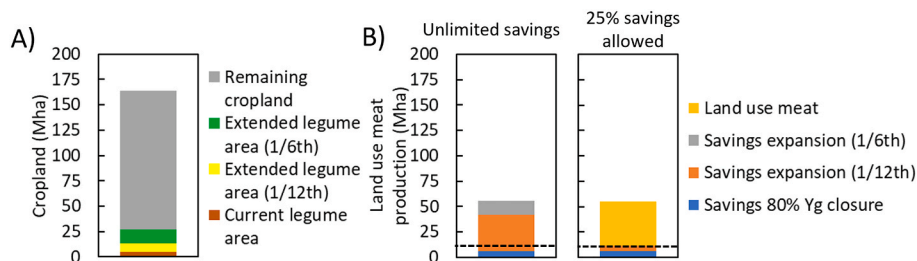 A)
200
175
150
125
100
75
50
25
0
Cropland (Mha)
Remaining
cropland
Extended legume
area (1/6th)
Extended legume
area (1/12th)
Current legume
area
B)
Unlimited savings
25% savings
allowed
200
175
150
125
100
75
50
25
0
Land use meat
production (Mha)
Land use meat
Savings expansion (1/6th)
Savings expansion (1/12th)
Savings 80% Yg closure